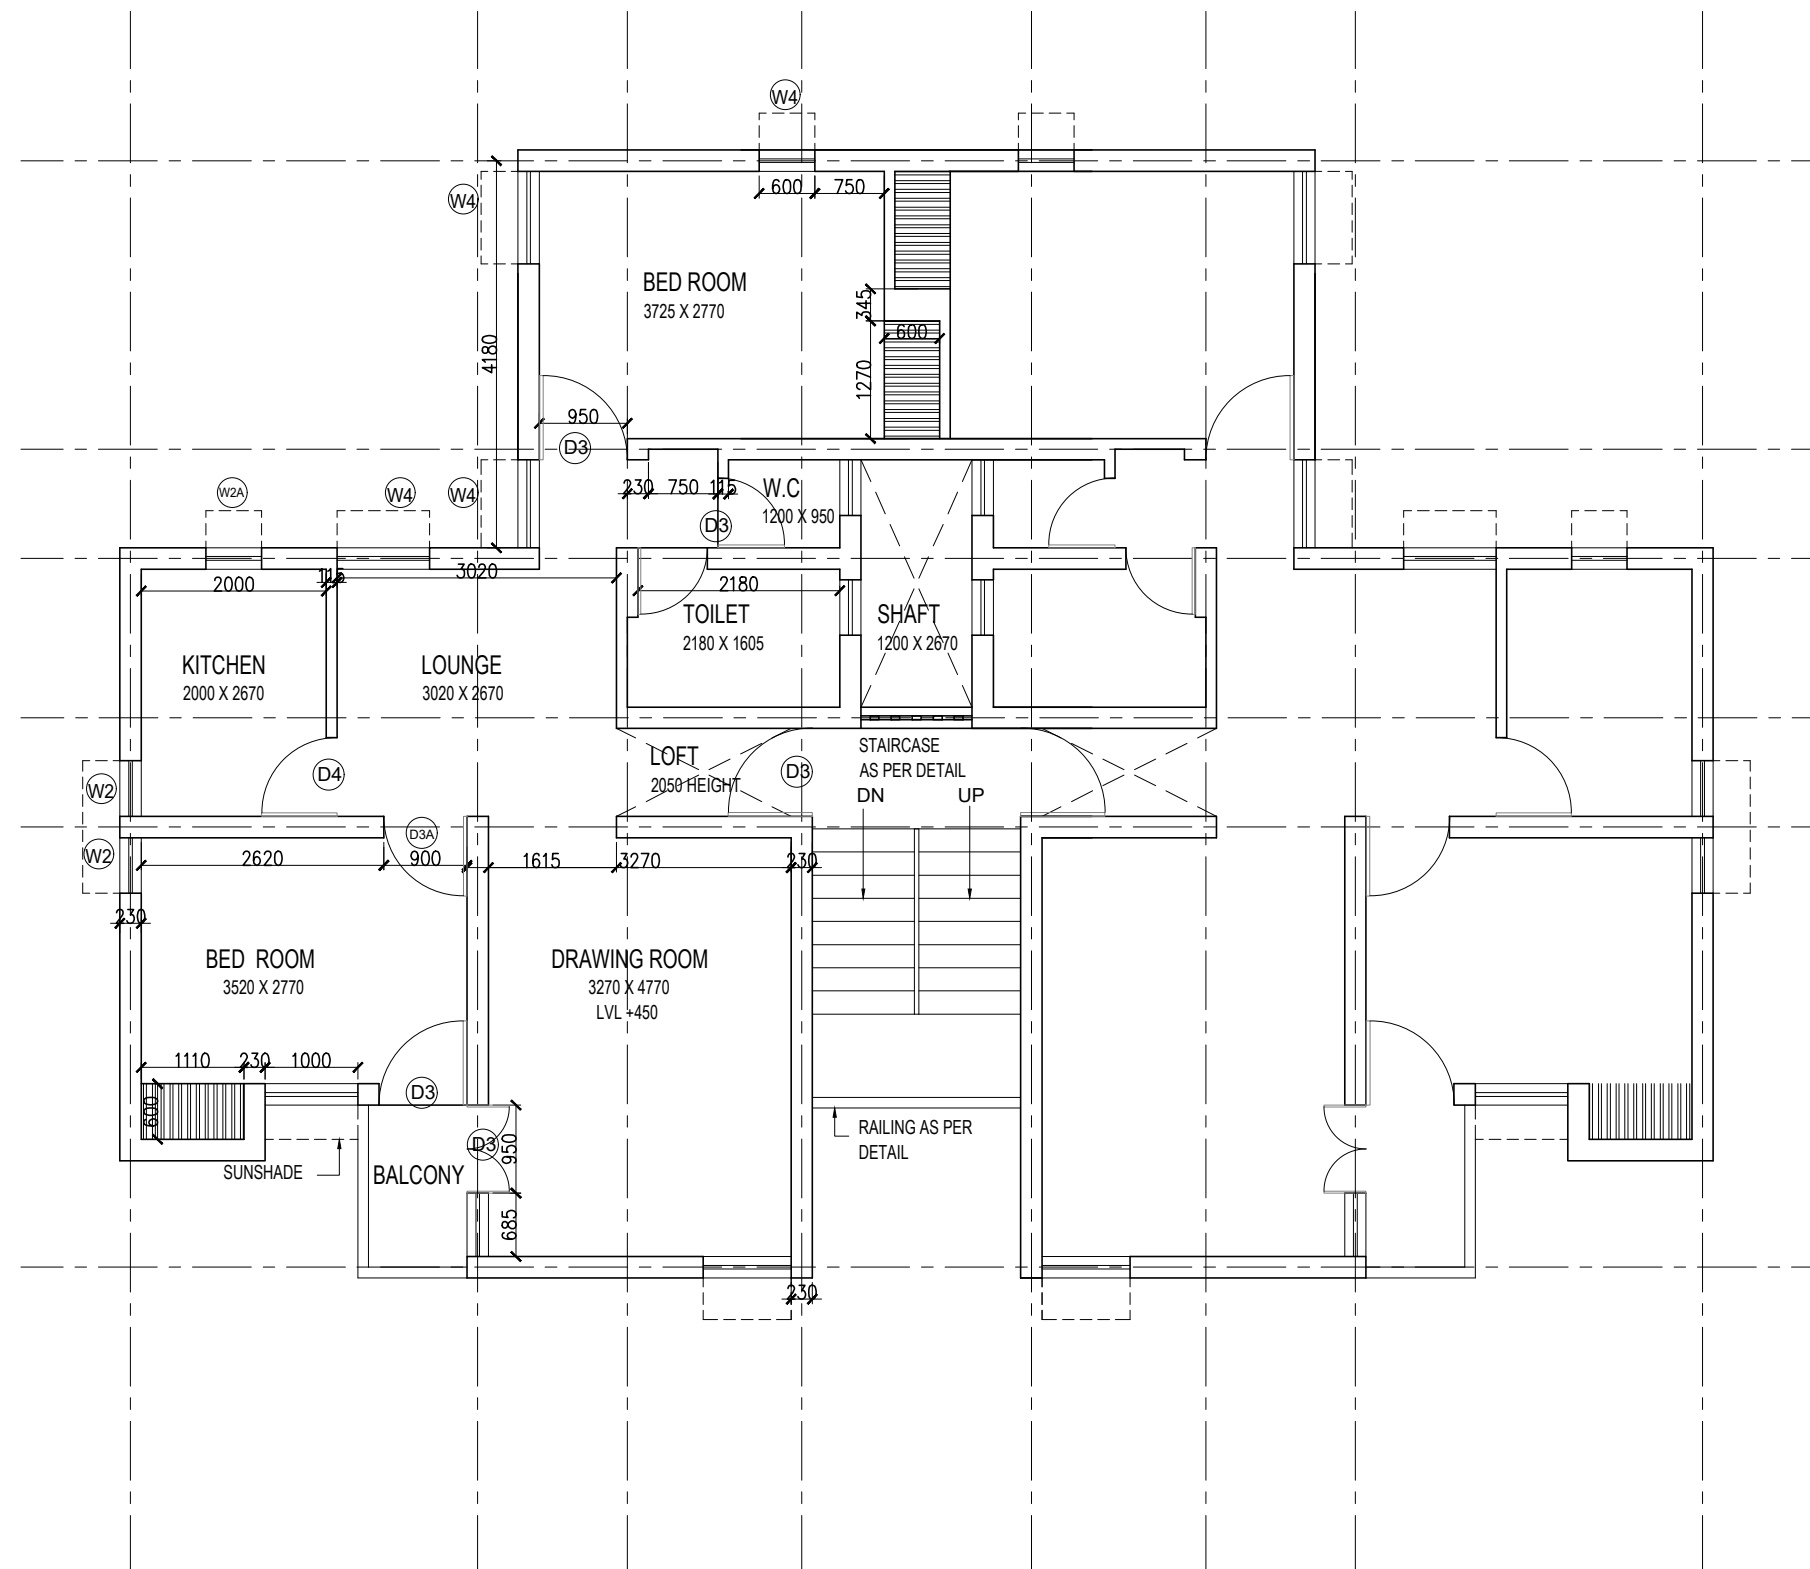 W4
W4
600 750
BED ROOM
3725 X 2770
345
600
4180
1270
950
D3
W2A W4 W4
230 750 115
W.C
1200 X 950
D3
2000 115 3020
2180
TOILET
2180 X 1605
SHAFT
1200 X 2670
KITCHEN
2000 X 2670
LOUNGE
3020 X 2670
LOFT
2050 HEIGHT
STAIRCASE
AS PER DETAIL
DN UP
D4
D3
W2
D3A
W2
2620 900 1615 3270 230
230
BED ROOM
3520 X 2770
DRAWING ROOM
3270 X 4770
LVL +450
1110 230 1000
600
D3
D3
950
RAILING AS PER
DETAIL
SUNSHADE
BALCONY
685
230